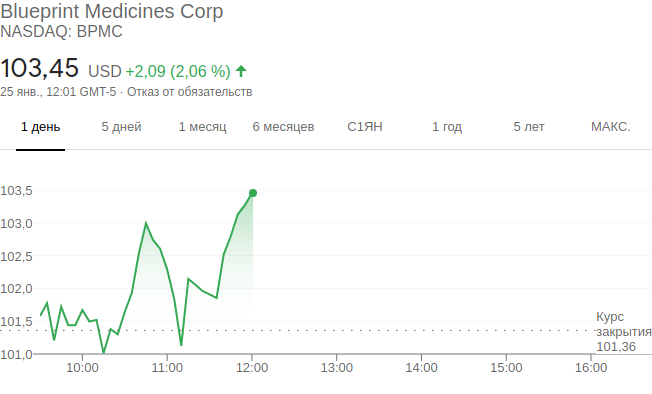 Blueprint Medicines Corp
NASDAQ: BPMC
103,45 USD +2,09 (2,06 %)
25 янв., 12:01 GMT-5 · Отказ от обязательств
1 день 5 дней 1 месяц 6 месяцев С1ЯН 1 год 5 лет МАКС.
103,5
103,0
102,5
102,0
101,5
101,0
Курс
закрытия
101,36
10:00 11:00 12:00 13:00 14:00 15:00 16:00